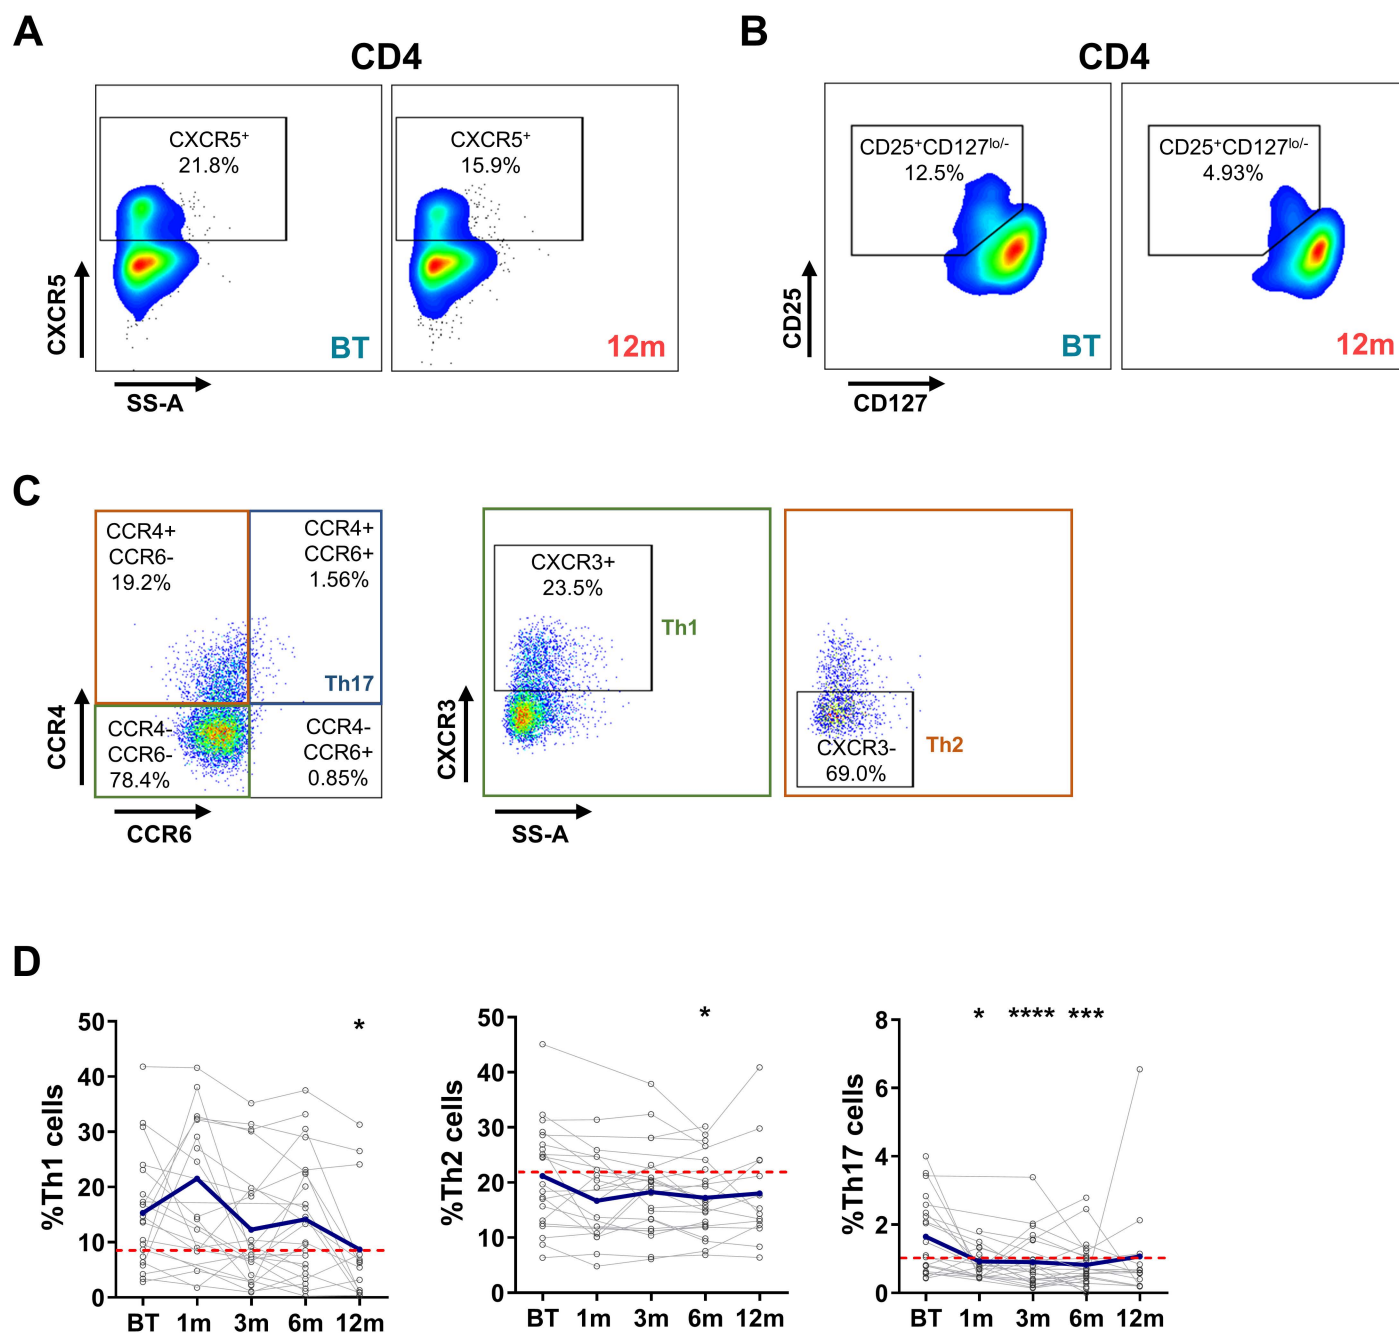 A
CD4
CXCR5+
21.8%
BT
CXCR5+
15.9%
12m
CXCR5
SS-A
B
CD4
CD25+CD127lo/-
12.5%
BT
CD25+CD127lo/-
4.93%
12m
CD25
CD127
C
CCR4+
CCR6-
19.2%
CCR4+
CCR6+
1.56%
Th17
CCR4-
CCR6-
78.4%
CCR4-
CCR6+
0.85%
CCR4
CCR6
CXCR3+
23.5%
Th1
CXCR3-
69.0%
Th2
CXCR3
SS-A
D
%Th1 cells
50
40
30
20
10
0
*
BT 1m 3m 6m 12m
%Th2 cells
50
40
30
20
10
0
*
BT 1m 3m 6m 12m
%Th17 cells
8
6
4
2
0
* **** ***
BT 1m 3m 6m 12m